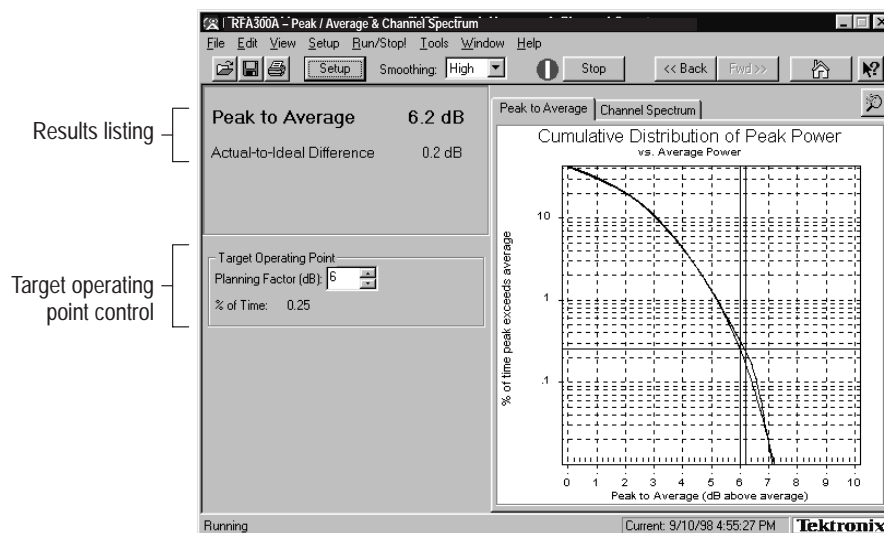 RFA300A – Peak / Average & Channel Spectrum
File Edit View Setup Run/Stop! Tools Window Help
Setup Smoothing: High Stop << Back Fwd >>
Results listing
Peak to Average 6.2 dB
Actual-to-Ideal Difference 0.2 dB
Target operating
point control
Target Operating Point
Planning Factor (dB): 6
% of Time: 0.25
Peak to Average Channel Spectrum
Cumulative Distribution of Peak Power
vs. Average Power
% of time peak exceeds average
10
1
.1
0 1 2 3 4 5 6 7 8 9 10
Peak to Average (dB above average)
Running Current: 9/10/98 4:55:27 PM Tektronix